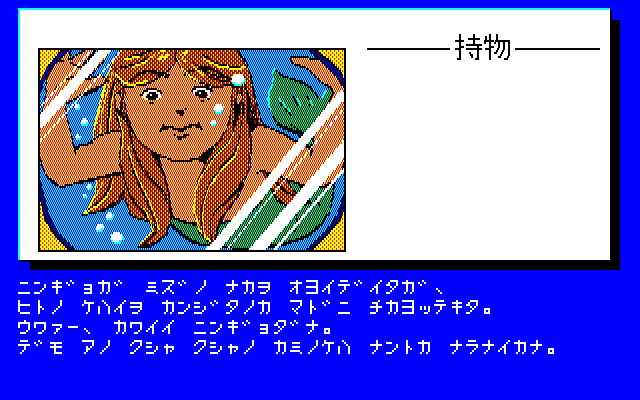 持物
ニンギョガ ミズノ ナカヲ オヨイデイタガ、
ヒトノ ケハイヲ カンジタノカ マドニ チカヨッテキタ。
ウワァー、 カワイイ ニンギョダナ。
デモ アノ クシャ クシャノ カミノケハ ナントカ ナラナイカナ。